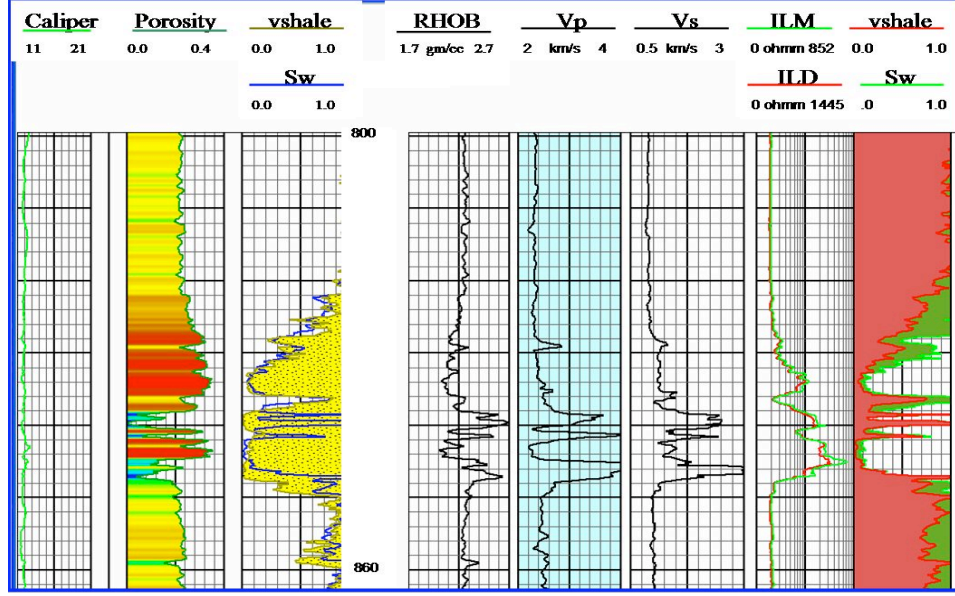 Caliper Porosity vshale RHOB Vp Vs ILM vshale
11 21 0.0 0.4 0.0 1.0 1.7 gm/cc 2.7 2 km/s 4 0.5 km/s 3 0 ohmm 852 0.0 1.0
Sw ILD Sw
0.0 1.0 0 ohmm 1445 .0 1.0
800
860